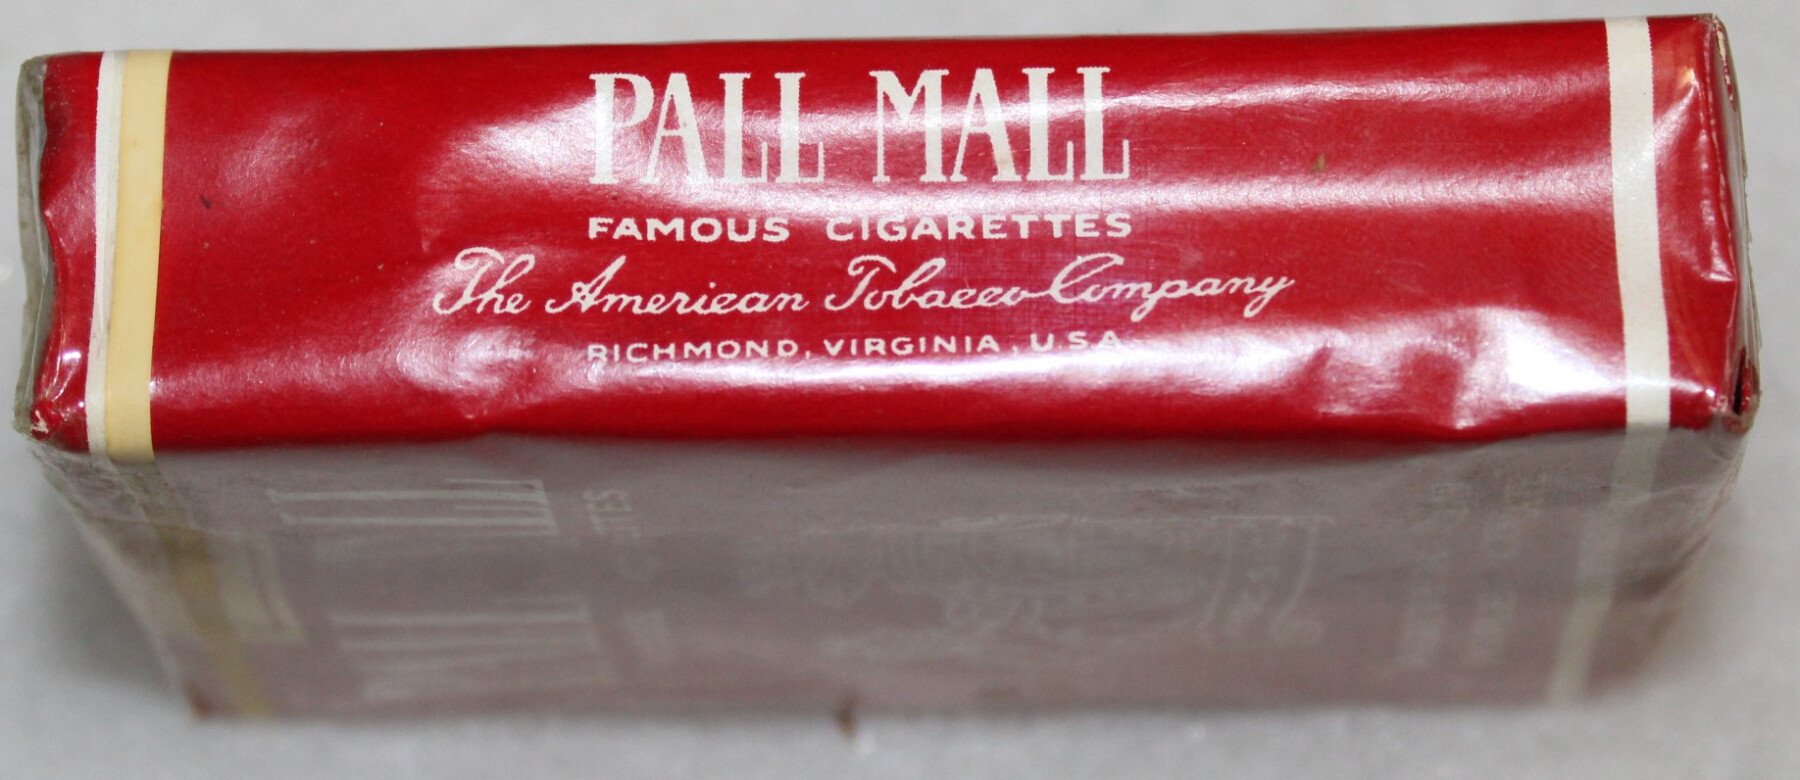 PALL MALL
FAMOUS CIGARETTES
The American Tobacco Company
RICHMOND, VIRGINIA, U.S.A.